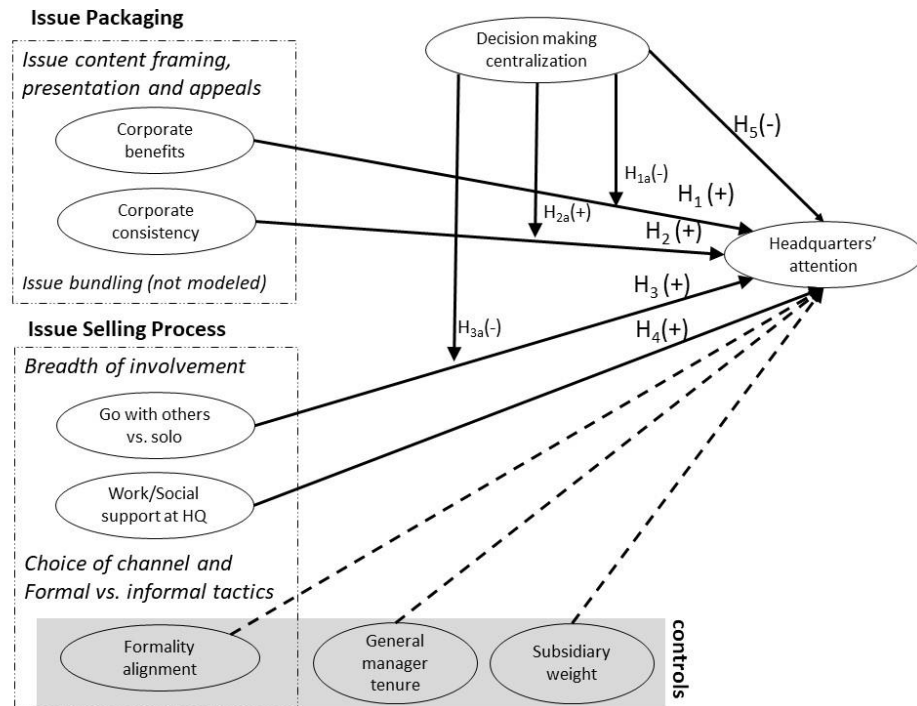 Issue Packaging
Issue content framing,
presentation and appeals
Corporate
benefits
Corporate
consistency
Issue bundling (not modeled)
Decision making
centralization
H5(-)
H1a(-)
H1 (+)
H2a(+)
H2 (+)
Headquarters’
attention
H3 (+)
H3a(-)
H4(+)
Issue Selling Process
Breadth of involvement
Go with others
vs. solo
Work/Social
support at HQ
Choice of channel and
Formal vs. informal tactics
Formality
alignment
General
manager
tenure
Subsidiary
weight
controls